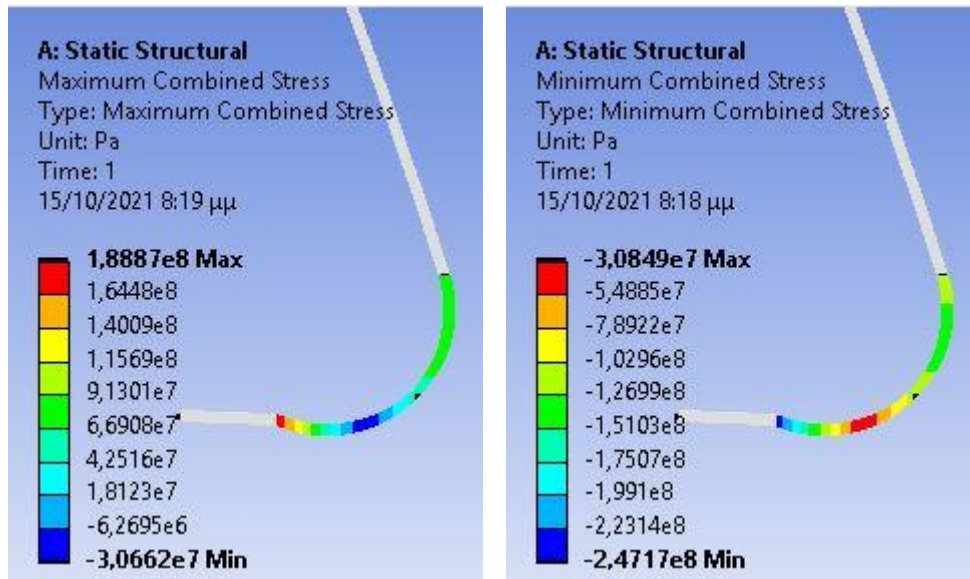 A: Static Structural
Maximum Combined Stress
Type: Maximum Combined Stress
Unit: Pa
Time: 1
15/10/2021 8:19 μμ
1,8887e8 Max
1,6448e8
1,4009e8
1,1569e8
9,1301e7
6,6908e7
4,2516e7
1,8123e7
-6,2695e6
-3,0662e7 Min
A: Static Structural
Minimum Combined Stress
Type: Minimum Combined Stress
Unit: Pa
Time: 1
15/10/2021 8:18 μμ
-3,0849e7 Max
-5,4885e7
-7,8922e7
-1,0296e8
-1,2699e8
-1,5103e8
-1,7507e8
-1,991e8
-2,2314e8
-2,4717e8 Min